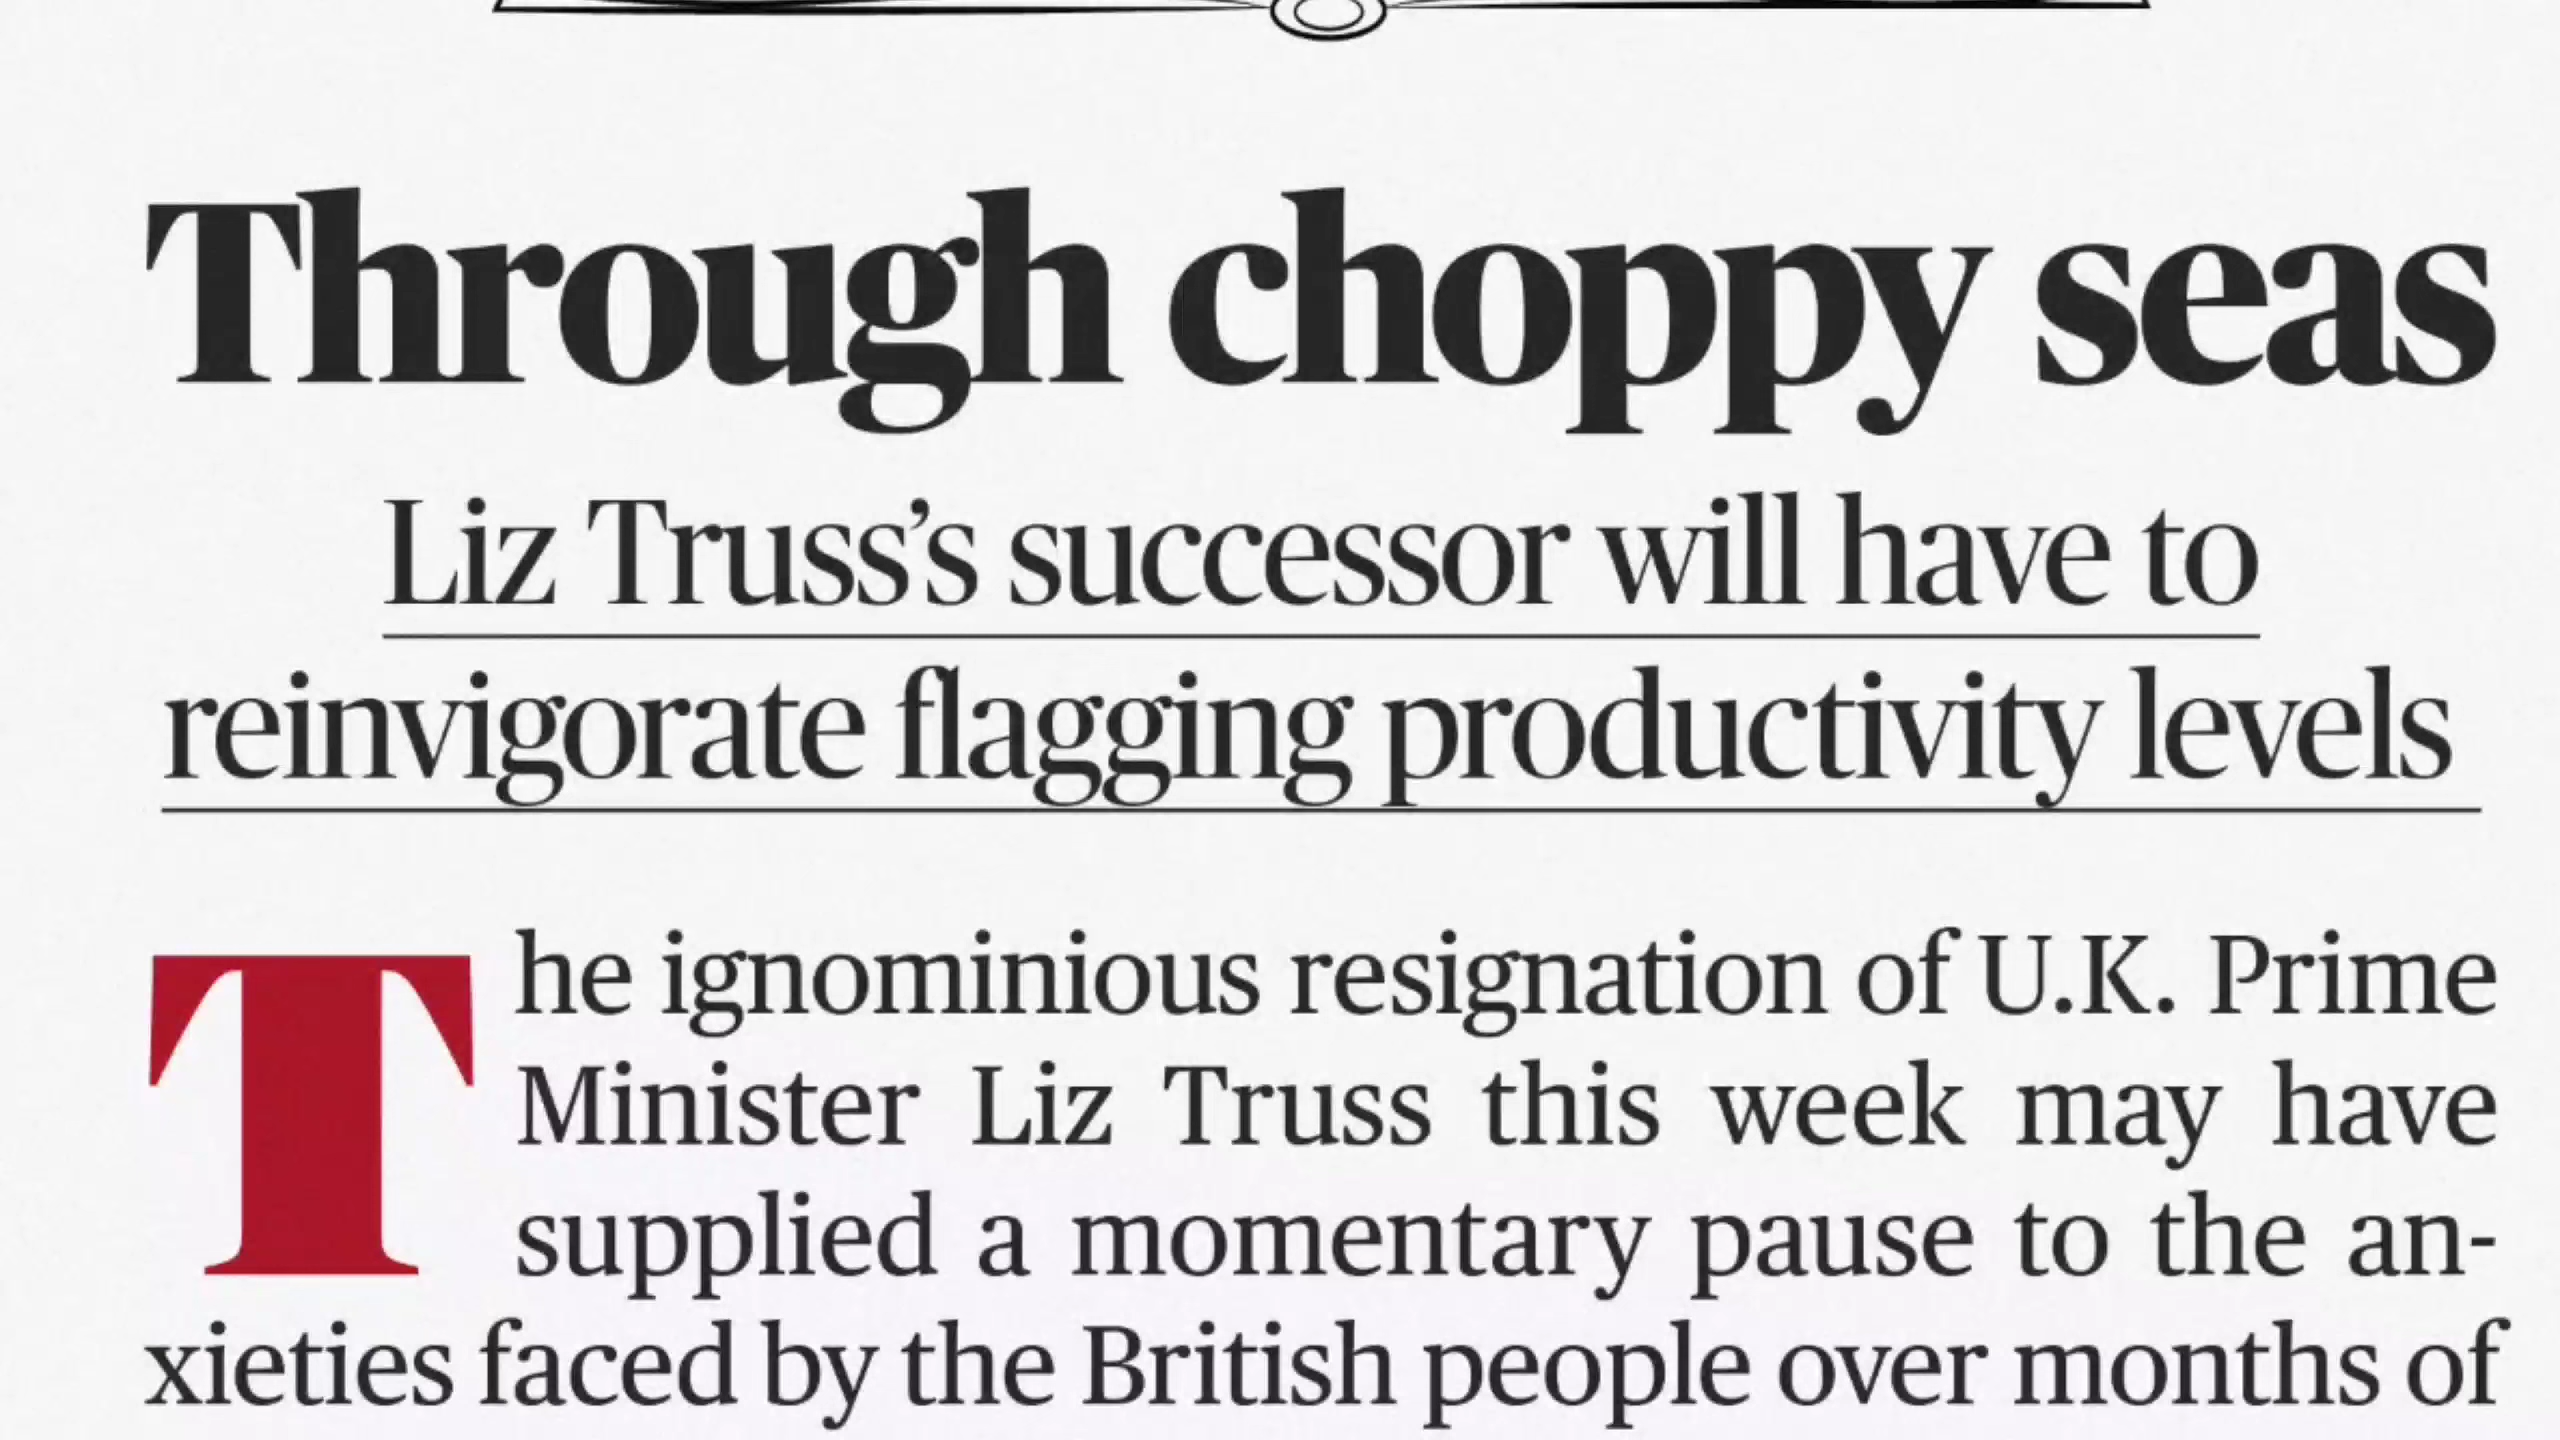 Through choppy seas
Liz Truss’s successor will have to
reinvigorate flagging productivity levels
The ignominious resignation of U.K. Prime
Minister Liz Truss this week may have
supplied a momentary pause to the an-
xieties faced by the British people over months of